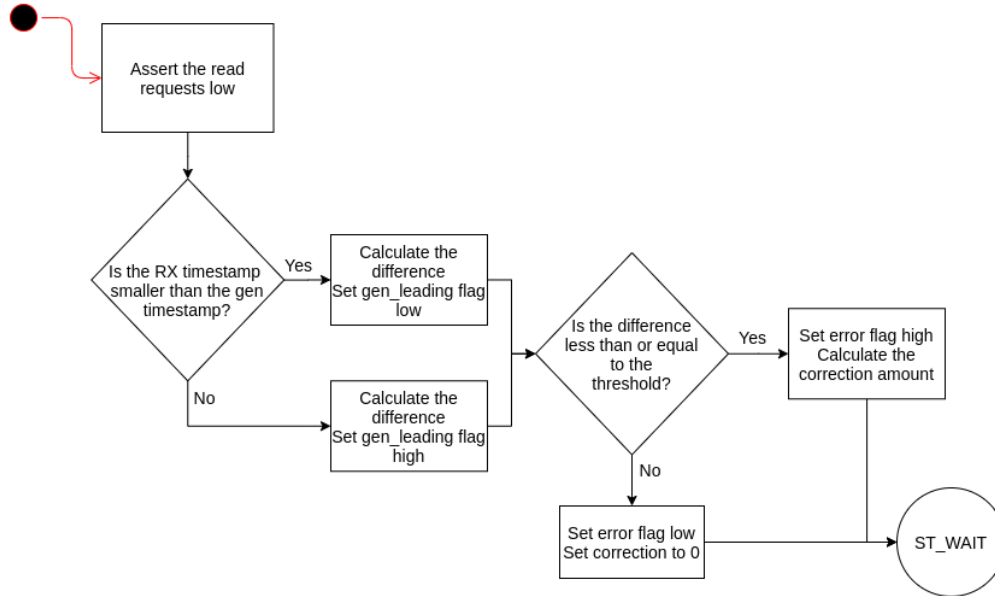 Assert the read
requests low
Is the RX timestamp
smaller than the gen
timestamp?
Yes
Calculate the
difference
Set gen_leading flag
low
No
Calculate the
difference
Set gen_leading flag
high
Is the difference
less than or equal
to the
threshold?
Yes
Set error flag high
Calculate the
correction amount
No
Set error flag low
Set correction to 0
ST_WAIT